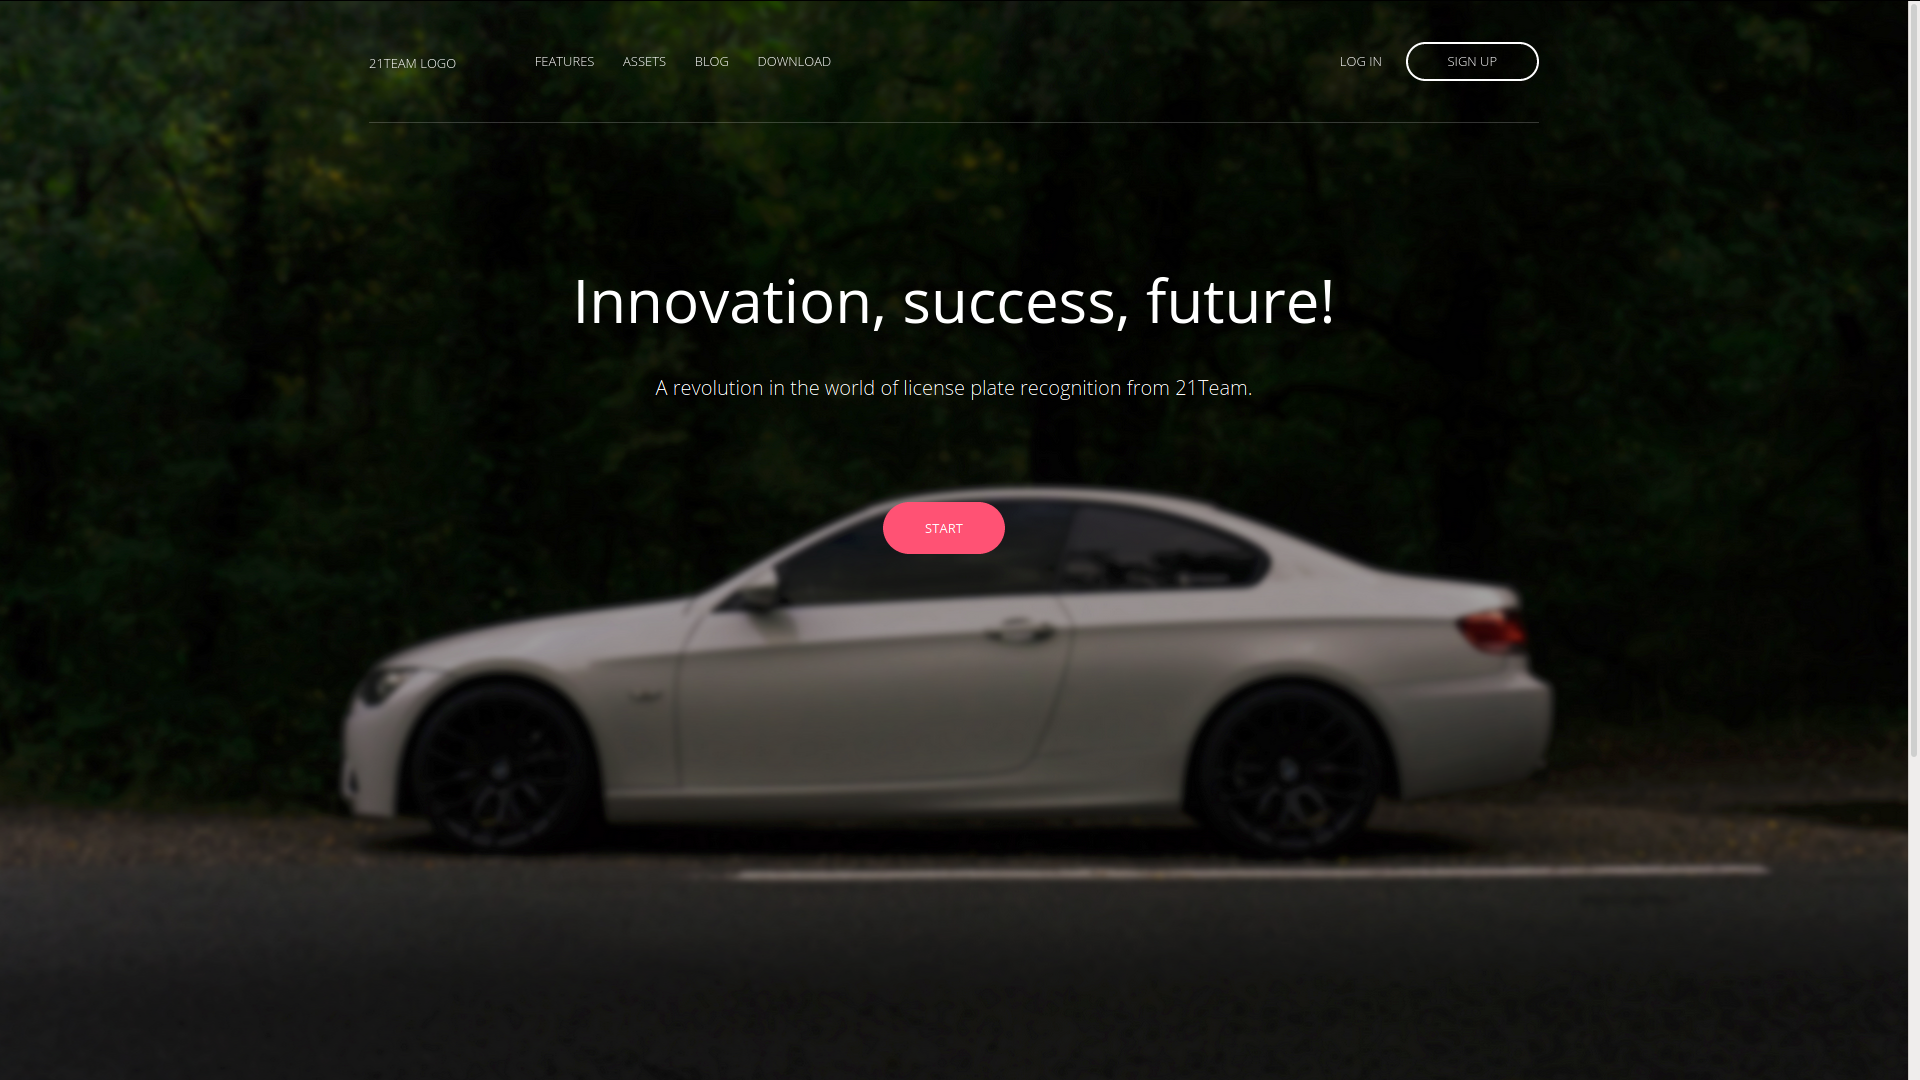 21TEAM LOGO FEATURES ASSETS BLOG DOWNLOAD LOG IN SIGN UP
Innovation, success, future!
A revolution in the world of license plate recognition from 21Team.
START